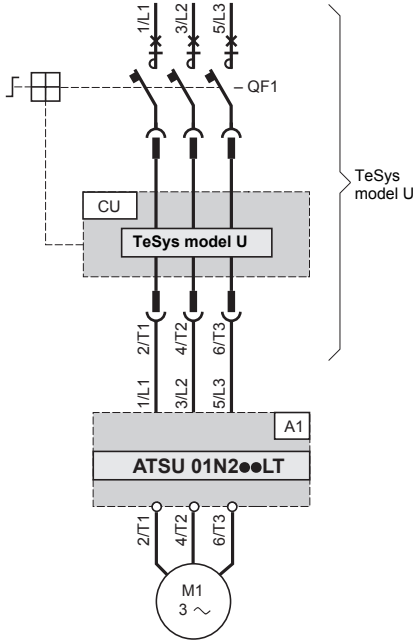 1/L1 3/L2 5/L3
QF1
TeSys
model U
CU
TeSys model U
2/T1 4/T2 6/T3
1/L1 3/L2 5/L3
A1
ATSU 01N2●●LT
2/T1 4/T2 6/T3
M1
3 ~